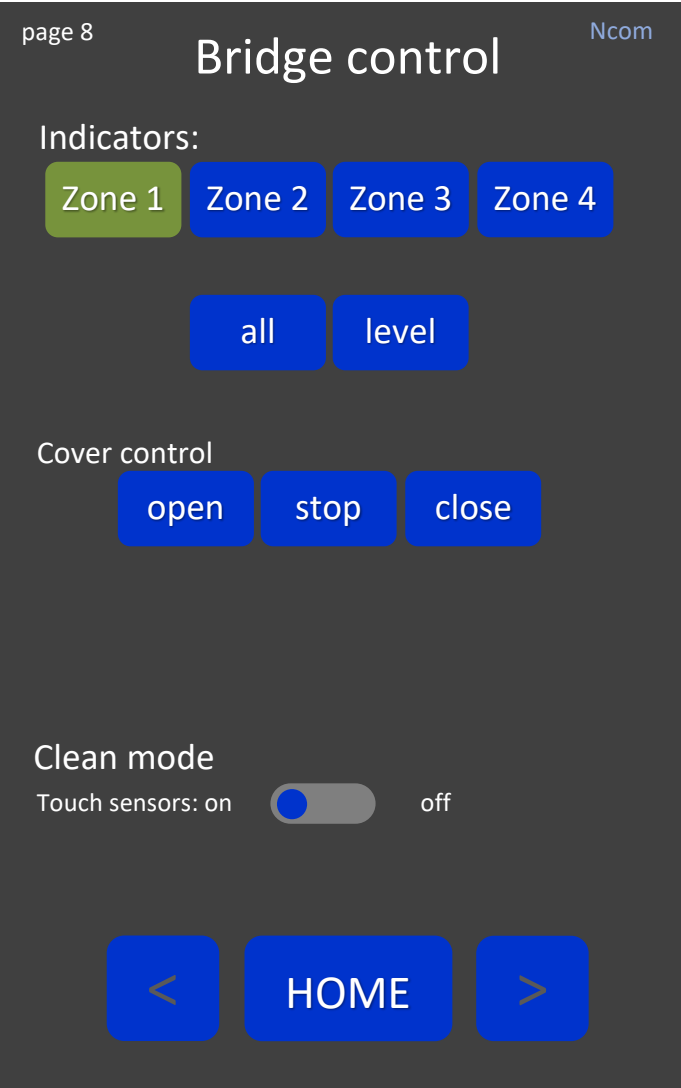 page 8
Ncom
Bridge control
Indicators:
Zone 1 Zone 2 Zone 3 Zone 4
all level
Cover control
open stop close
Clean mode
Touch sensors: on off
< HOME >